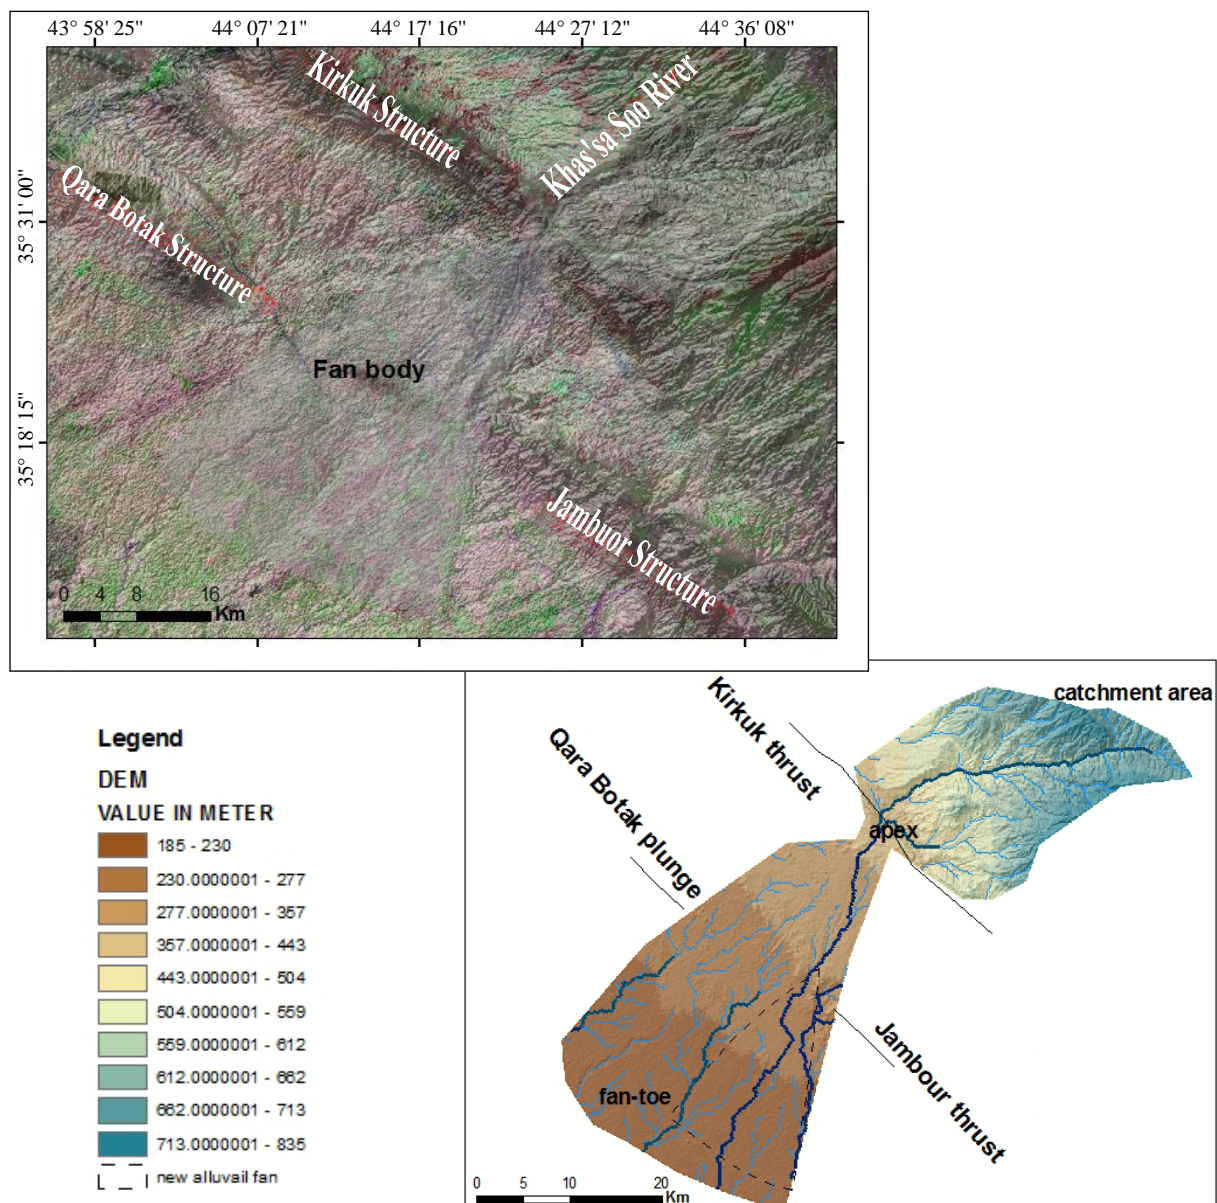 43° 58' 25" 44° 07' 21" 44° 17' 16" 44° 27' 12" 44° 36' 08"
Kirkuk Structure
Khas'sa Soo River
35° 31' 00"
Qara Botak Structure
Fan body
35° 18' 15"
Jambuor Structure
0 4 8 16
Km
catchment area
Kirkuk thrust
Qara Botak plunge
apex
Jambour thrust
fan-toe
0 5 10 20
Km
Legend
DEM
VALUE IN METER
185 - 230
230.0000001 - 277
277.0000001 - 357
357.0000001 - 443
443.0000001 - 504
504.0000001 - 559
559.0000001 - 612
612.0000001 - 662
662.0000001 - 713
713.0000001 - 835
new alluvail fan